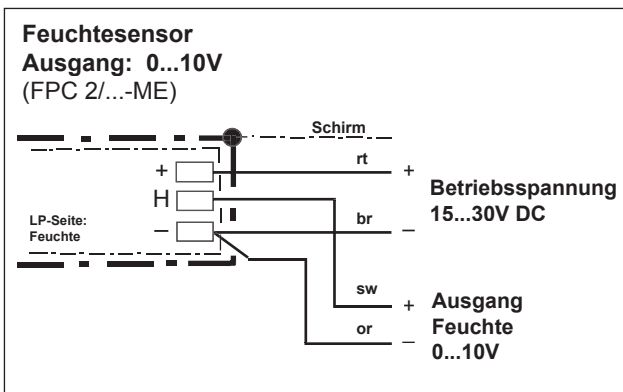 Feuchtesensor
Ausgang: 0...10V
(FPC 2/...-ME)
Schirm
rt
+ +
H
Betriebsspannung
15...30V DC
LP-Seite:
Feuchte
– br –
sw
+ Ausgang
Feuchte
or –
0...10V